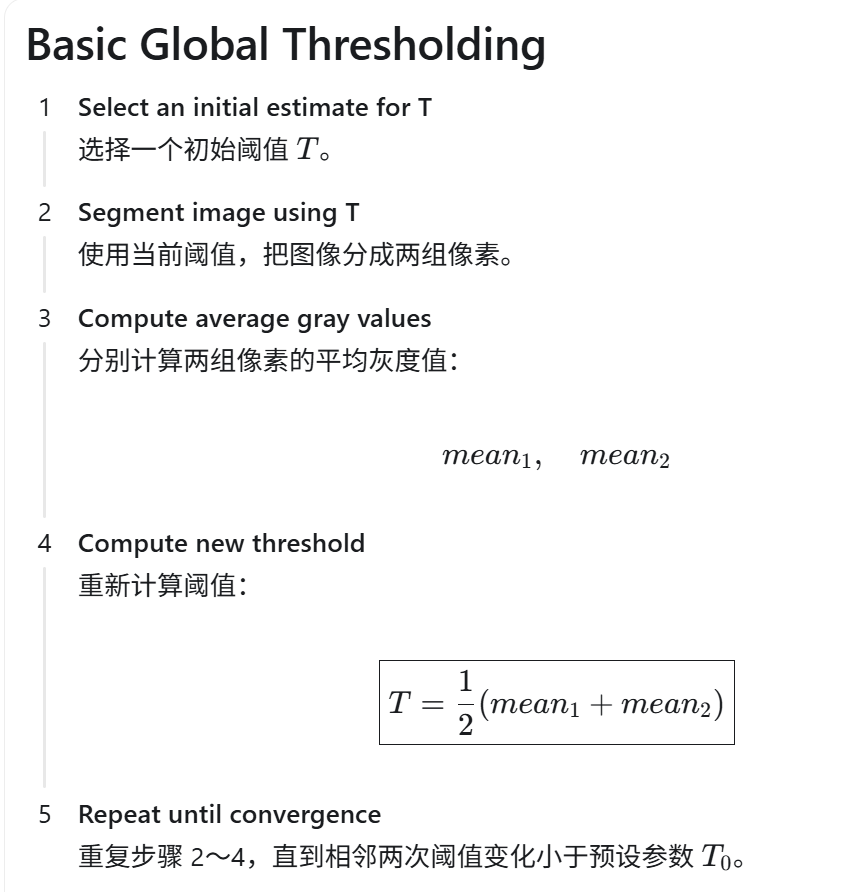 Basic Global Thresholding
1 Select an initial estimate for T
选择一个初始阈值 T。
2 Segment image using T
使用当前阈值，把图像分成两组像素。
3 Compute average gray values
分别计算两组像素的平均灰度值：
mean₁, mean₂
4 Compute new threshold
重新计算阈值：
T = 1/2 (mean₁ + mean₂)
5 Repeat until convergence
重复步骤 2～4，直到相邻两次阈值变化小于预设参数 T₀。